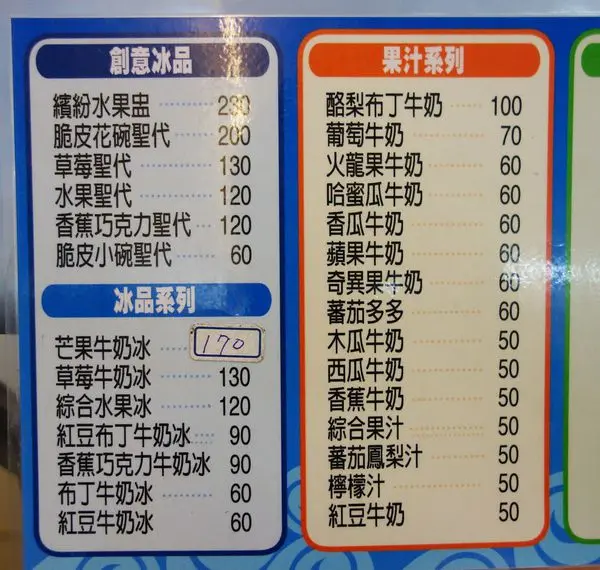 創意冰品
繽紛水果盅 230
脆皮花碗聖代 200
草莓聖代 130
水果聖代 120
香蕉巧克力聖代 120
脆皮小碗聖代 60
冰品系列
芒果牛奶冰 170
草莓牛奶冰 130
綜合水果冰 120
紅豆布丁牛奶冰 90
香蕉巧克力牛奶冰 90
布丁牛奶冰 60
紅豆牛奶冰 60
果汁系列
酪梨布丁牛奶 100
葡萄牛奶 70
火龍果牛奶 60
哈蜜瓜牛奶 60
香瓜牛奶 60
蘋果牛奶 60
奇異果牛奶 60
蕃茄多多 60
木瓜牛奶 50
西瓜牛奶 50
香蕉牛奶 50
綜合果汁 50
蕃茄鳳梨汁 50
檸檬汁 50
紅豆牛奶 50